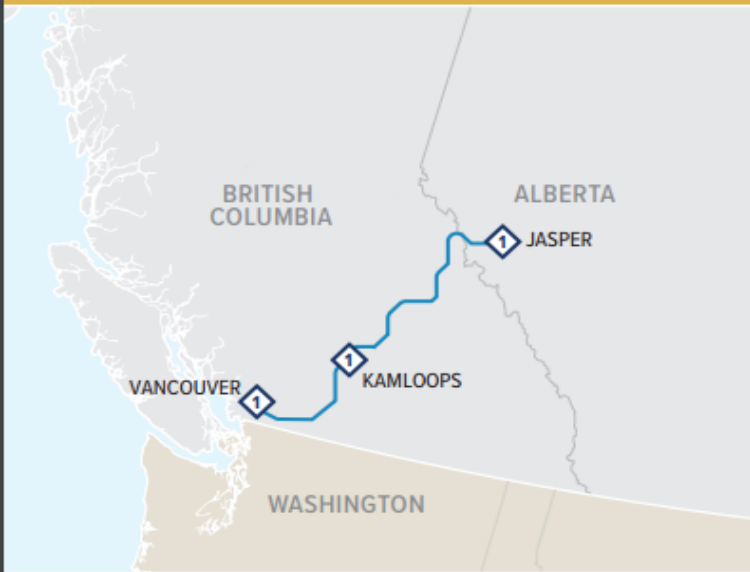 BRITISH
COLUMBIA
ALBERTA
1 JASPER
1
KAMLOOPS
VANCOUVER
1
WASHINGTON